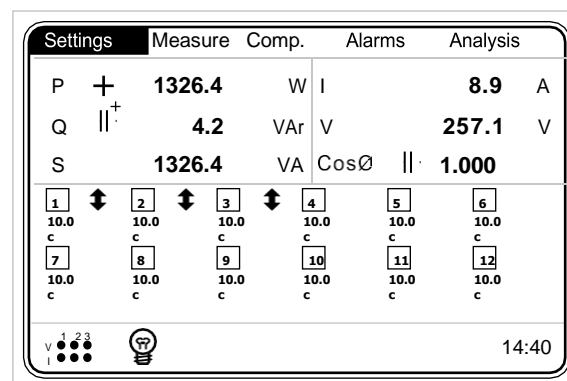 Settings Measure Comp. Alarms Analysis
P + 1326.4 W I 8.9 A
Q + 4.2 VAr V 257.1 V
S 1326.4 VA CosØ 1.000
1 2 3 4 5 6
10.0 10.0 10.0 10.0 10.0 10.0
c c c c c c
7 8 9 10 11 12
10.0 10.0 10.0 10.0 10.0 10.0
c c c c c c
1 2 3
V
I
14:40